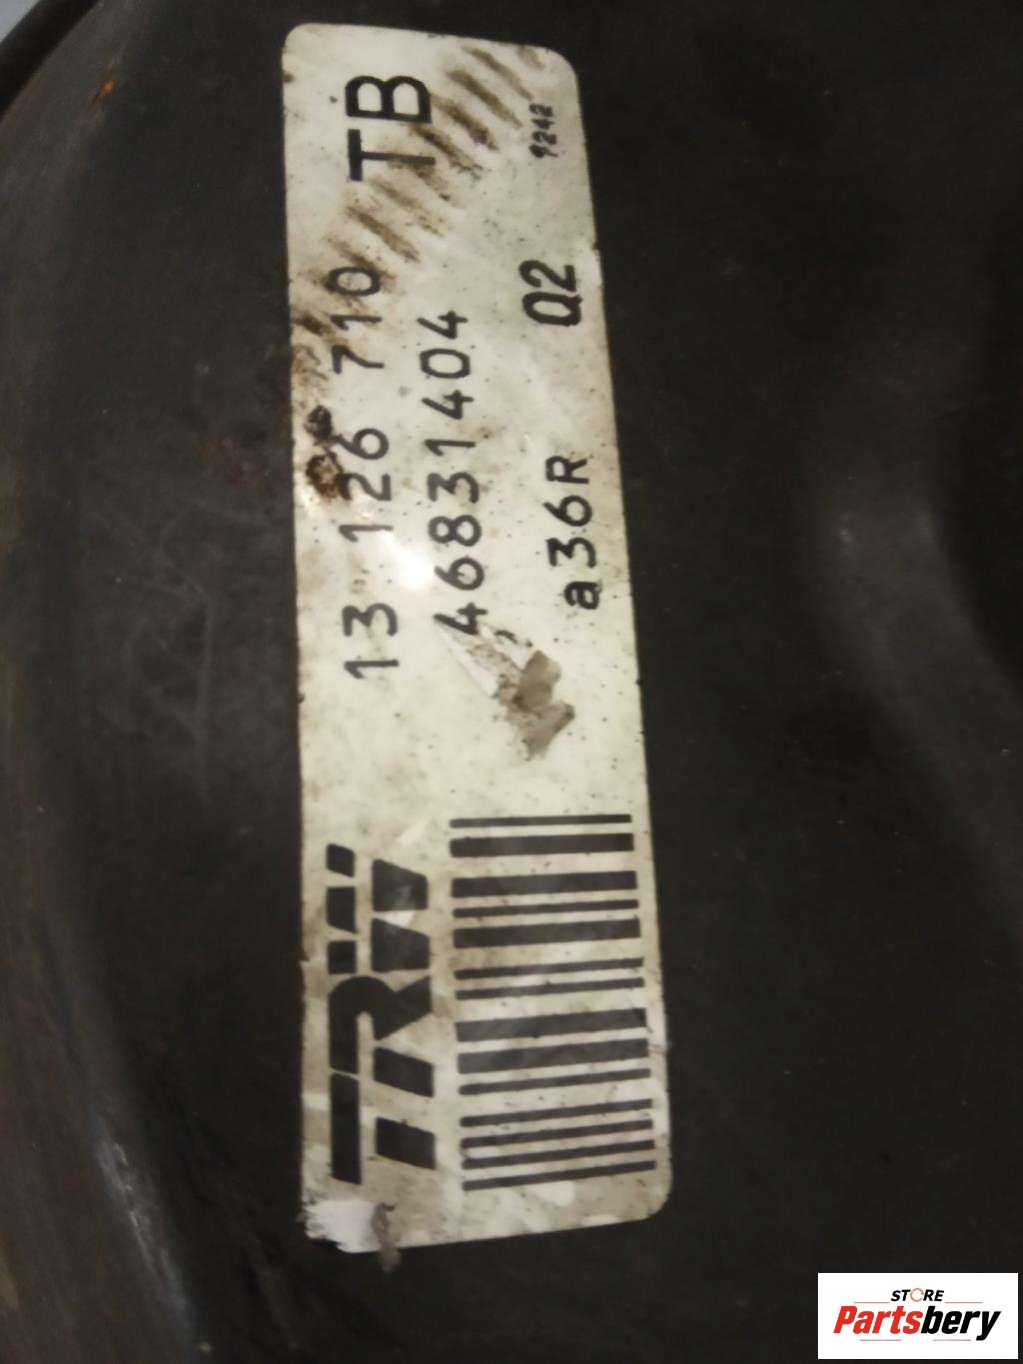 TRW 13 126 710 TB
46831404
a36R Q2 9242
STORE
Partsbery